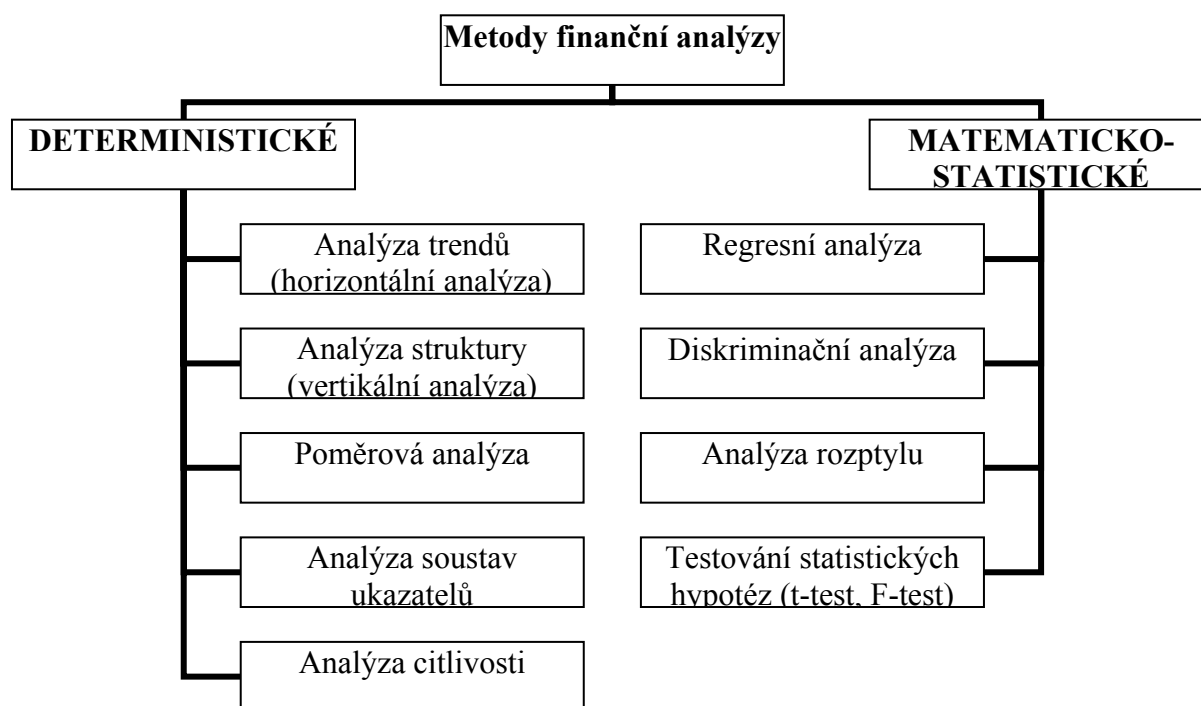 Metody finanční analýzy
DETERMINISTICKÉ
MATEMATICKO-
STATISTICKÉ
Analýza trendů
(horizontální analýza)
Analýza struktury
(vertikální analýza)
Poměrová analýza
Analýza soustav
ukazatelů
Analýza citlivosti
Regresní analýza
Diskriminační analýza
Analýza rozptylu
Testování statistických
hypotéz (t-test, F-test)